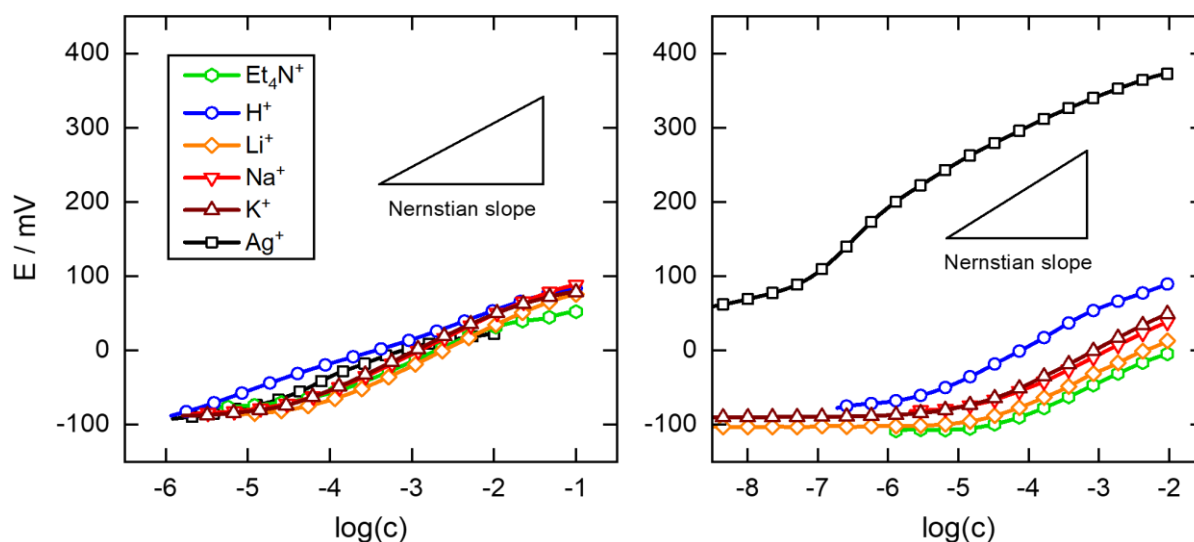 400
300
200
100
0
-100
E / mV
Et₄N⁺
H⁺
Li⁺
Na⁺
K⁺
Ag⁺
Nernstian slope
-6 -5 -4 -3 -2 -1
log(c)
400
300
200
100
0
-100
Nernstian slope
-8 -7 -6 -5 -4 -3 -2
log(c)